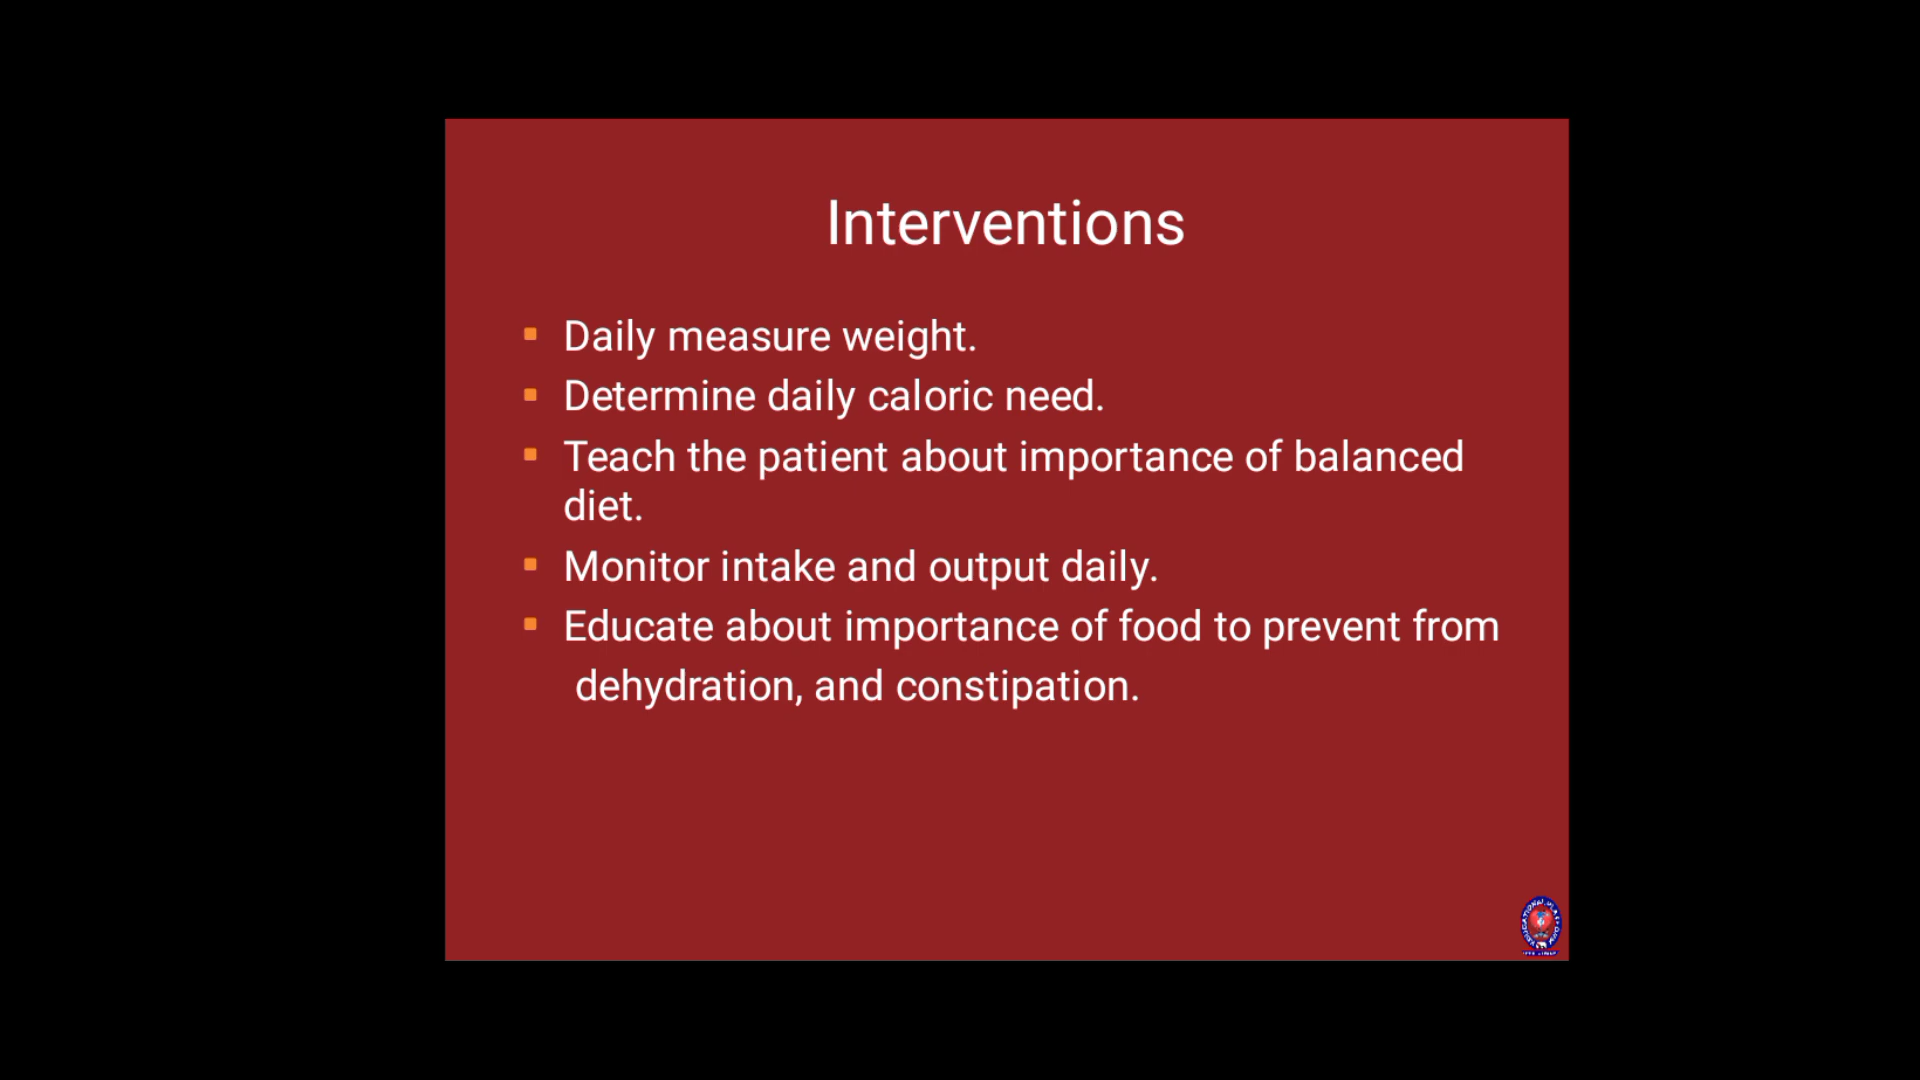 Interventions
Daily measure weight.
Determine daily caloric need.
Teach the patient about importance of balanced
diet.
Monitor intake and output daily.
Educate about importance of food to prevent from
dehydration, and constipation.